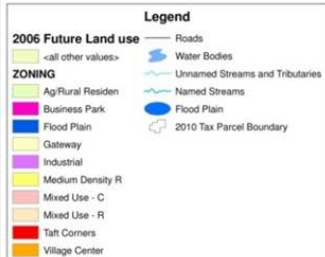 Legend
2006 Future Land use
<all other values>
ZONING
Ag/Rural Residen
Business Park
Flood Plain
Gateway
Industrial
Medium Density R
Mixed Use - C
Mixed Use - R
Taft Corners
Village Center
Roads
Water Bodies
Unnamed Streams and Tributaries
Named Streams
Flood Plain
2010 Tax Parcel Boundary